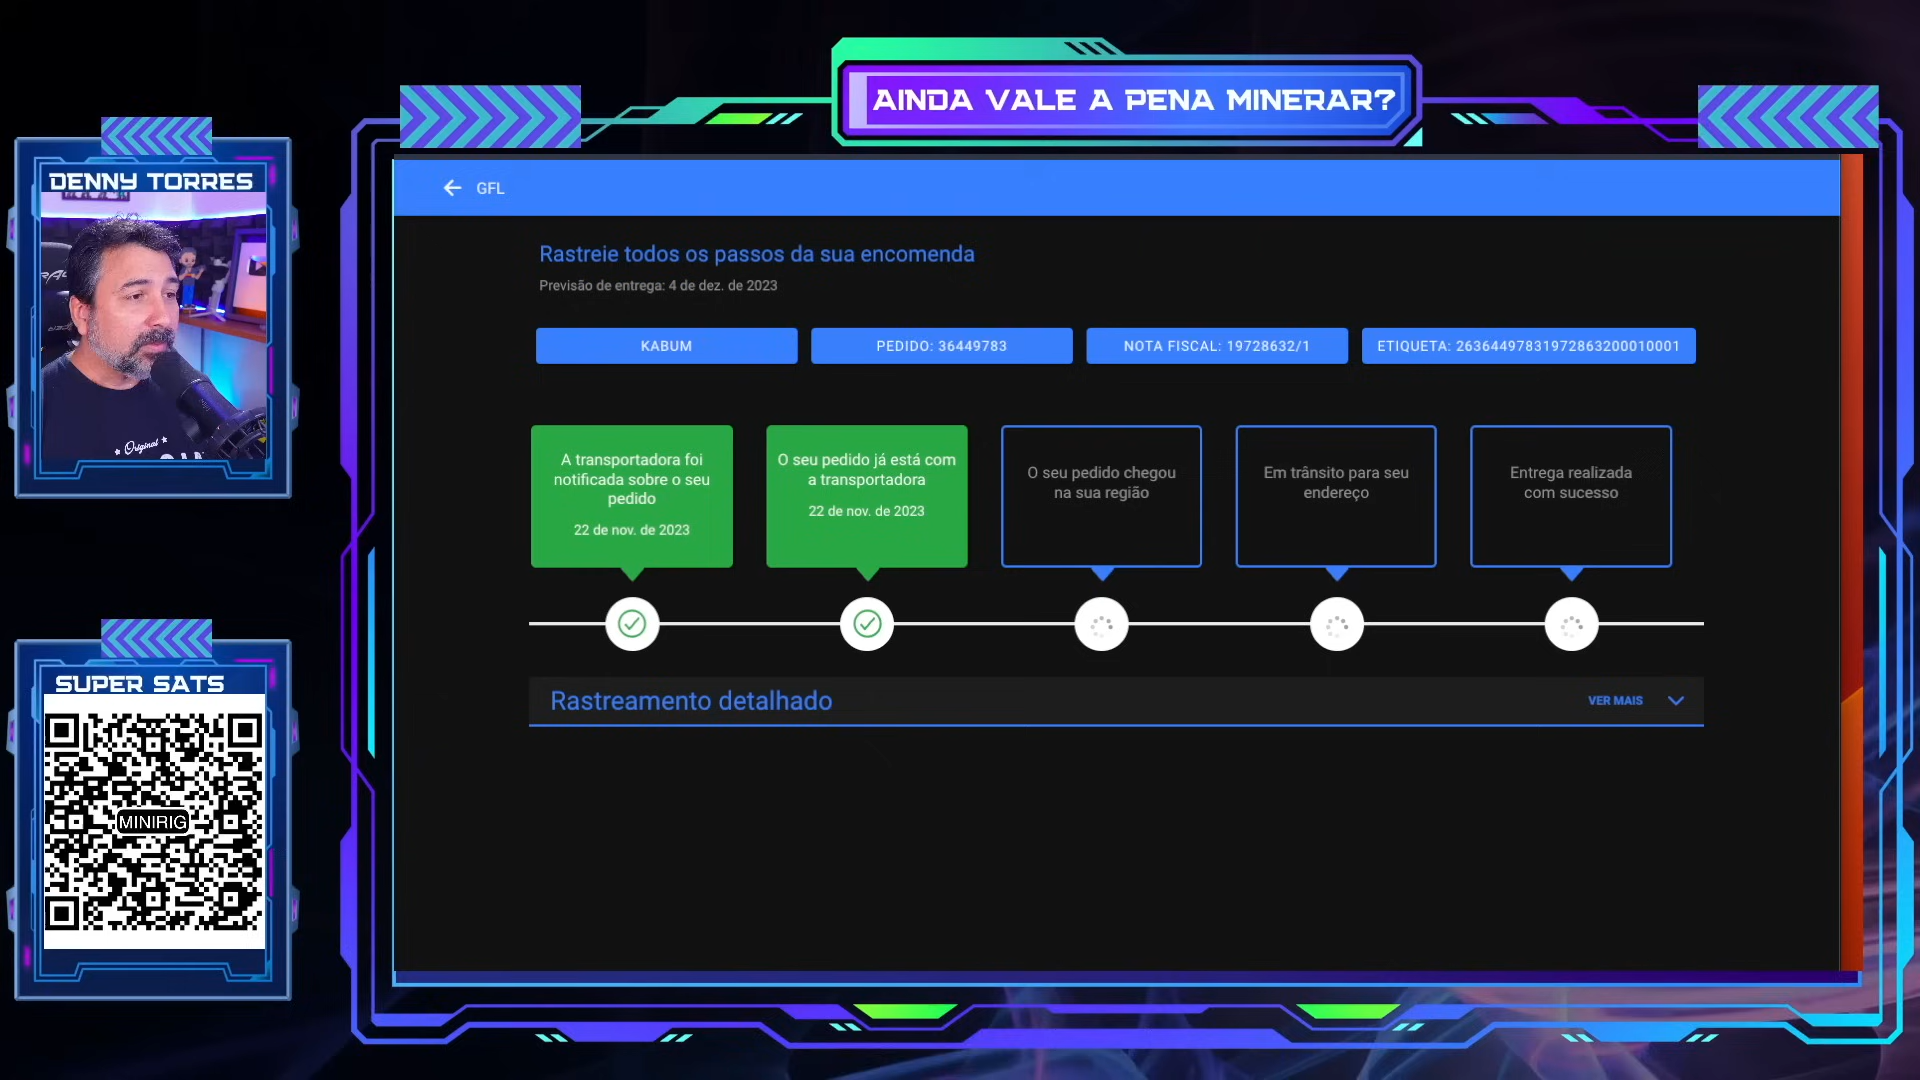 AINDA VALE A PENA MINERAR?
DENNY TORRES
Original
SUPER SATS
MINIRIG
GFL
Rastreie todos os passos da sua encomenda
Previsão de entrega: 4 de dez. de 2023
KABUM
PEDIDO: 36449783
NOTA FISCAL: 19728632/1
ETIQUETA: 26364497831972863200010001
A transportadora foi
notificada sobre o seu
pedido
22 de nov. de 2023
O seu pedido já está com
a transportadora
22 de nov. de 2023
O seu pedido chegou
na sua região
Em trânsito para seu
endereço
Entrega realizada
com sucesso
Rastreamento detalhado
VER MAIS